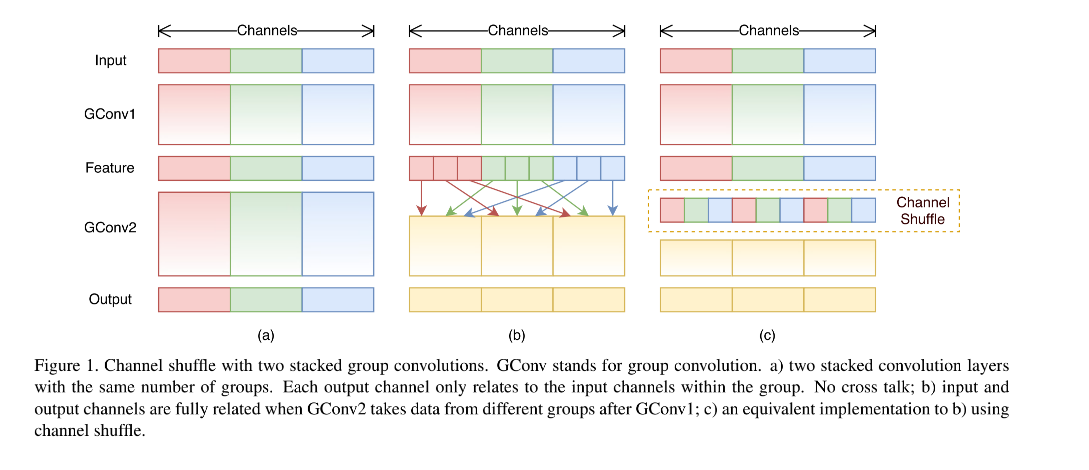 Channels
Channels
Channels
Input
GConv1
Feature
GConv2
Channel
Shuffle
Output
(a)
(b)
(c)
Figure 1. Channel shuffle with two stacked group convolutions. GConv stands for group convolution. a) two stacked convolution layers
with the same number of groups. Each output channel only relates to the input channels within the group. No cross talk; b) input and
output channels are fully related when GConv2 takes data from different groups after GConv1; c) an equivalent implementation to b) using
channel shuffle.